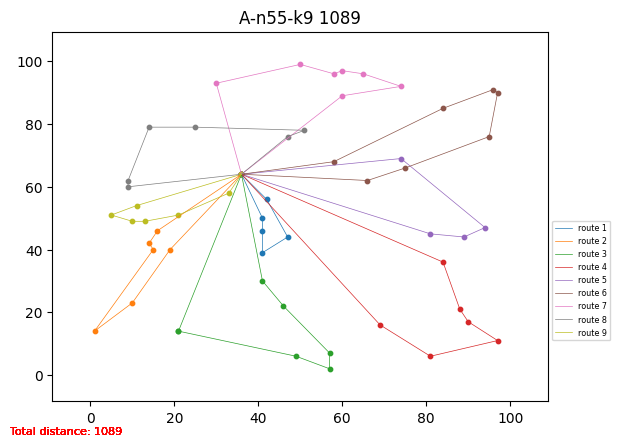 A-n55-k9 1089
100
80
60
40
20
0
0 20 40 60 80 100
route 1
route 2
route 3
route 4
route 5
route 6
route 7
route 8
route 9
Total distance: 1089